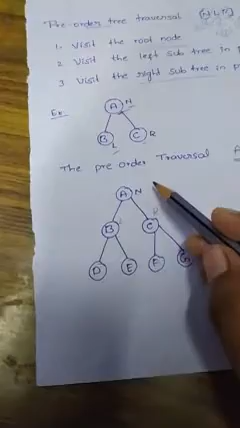 Pre-order tree traversal [N L R]
1. Visit the root node
2 Visit the left sub tree in
3 Visit the right sub tree in
Ex
A N
B C R
L
The pre order Traversal
A N
B C
D E F G